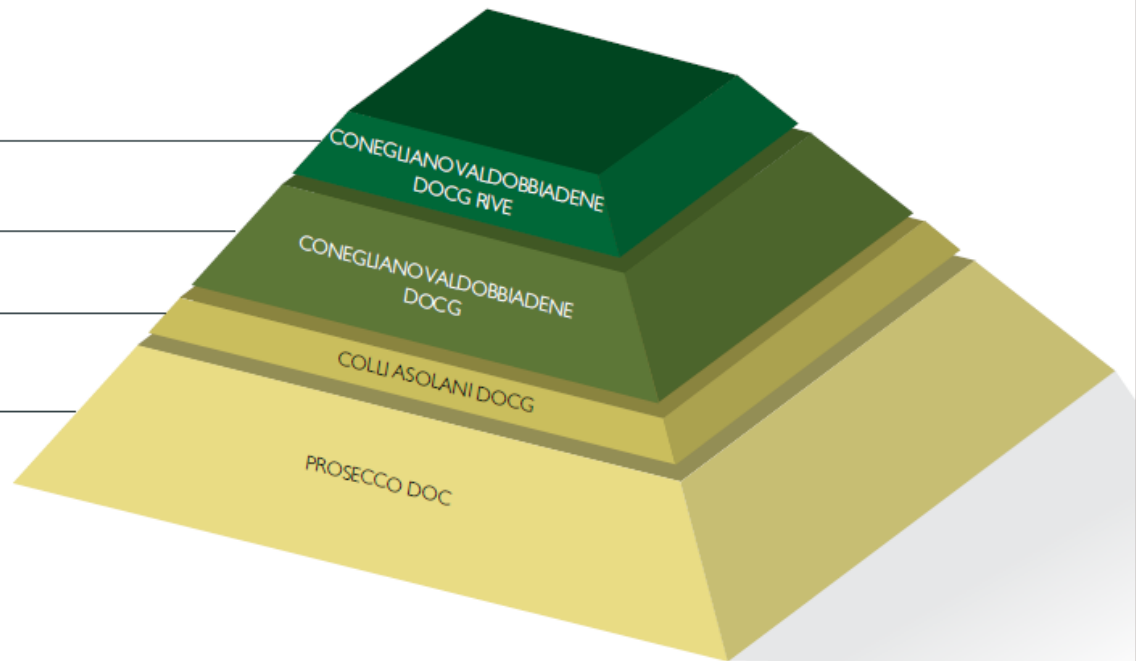 CONEGLIANO VALDOBBIADENE
DOCG RIVE
CONEGLIANO VALDOBBIADENE
DOCG
COLLI ASOLANI DOCG
PROSECCO DOC